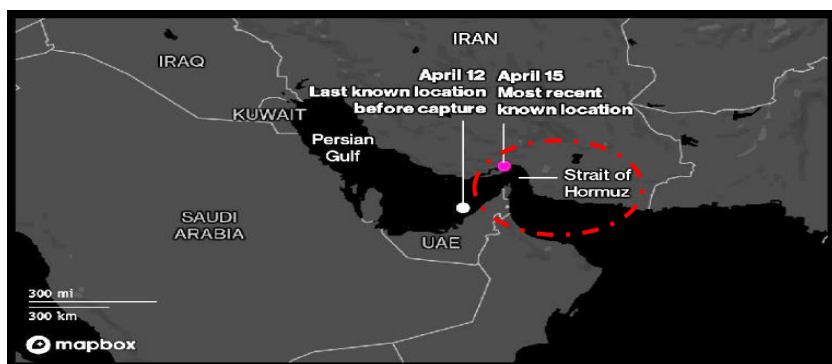 IRAN
IRAQ
April 12
Last known location
before capture
April 15
Most recent
known location
KUWAIT
Persian
Gulf
Strait of
Hormuz
SAUDI
ARABIA
UAE
300 mi
300 km
mapbox